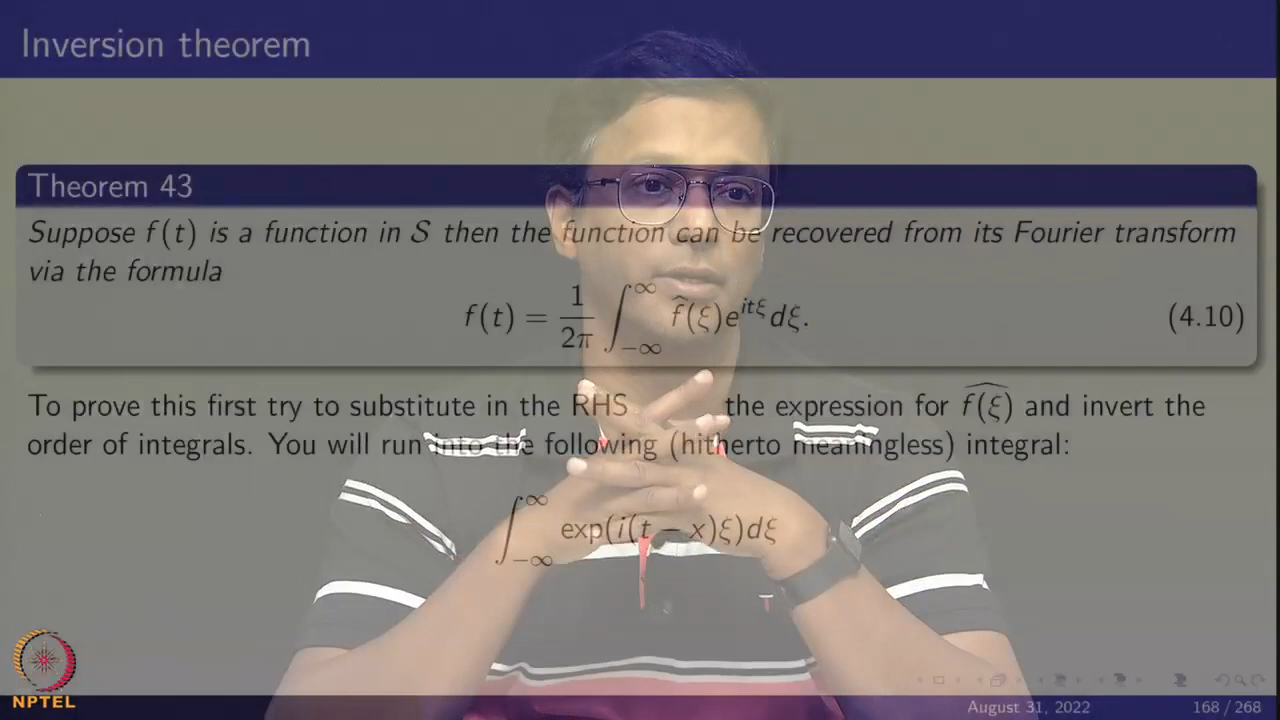 Inversion theorem
Theorem 43
Suppose f(t) is a function in S then the function can be recovered from its Fourier transform
via the formula
f(t) = 1/2π ∫_{-∞}^{∞} f̂(ξ)e^{itξ}dξ. (4.10)
To prove this first try to substitute in the RHS the expression for \widehat{f(ξ)} and invert the
order of integrals. You will run into the following (hitherto meaningless) integral:
∫_{-∞}^{∞} exp(i(t − x)ξ)dξ
NPTEL
August 31, 2022 168 / 268